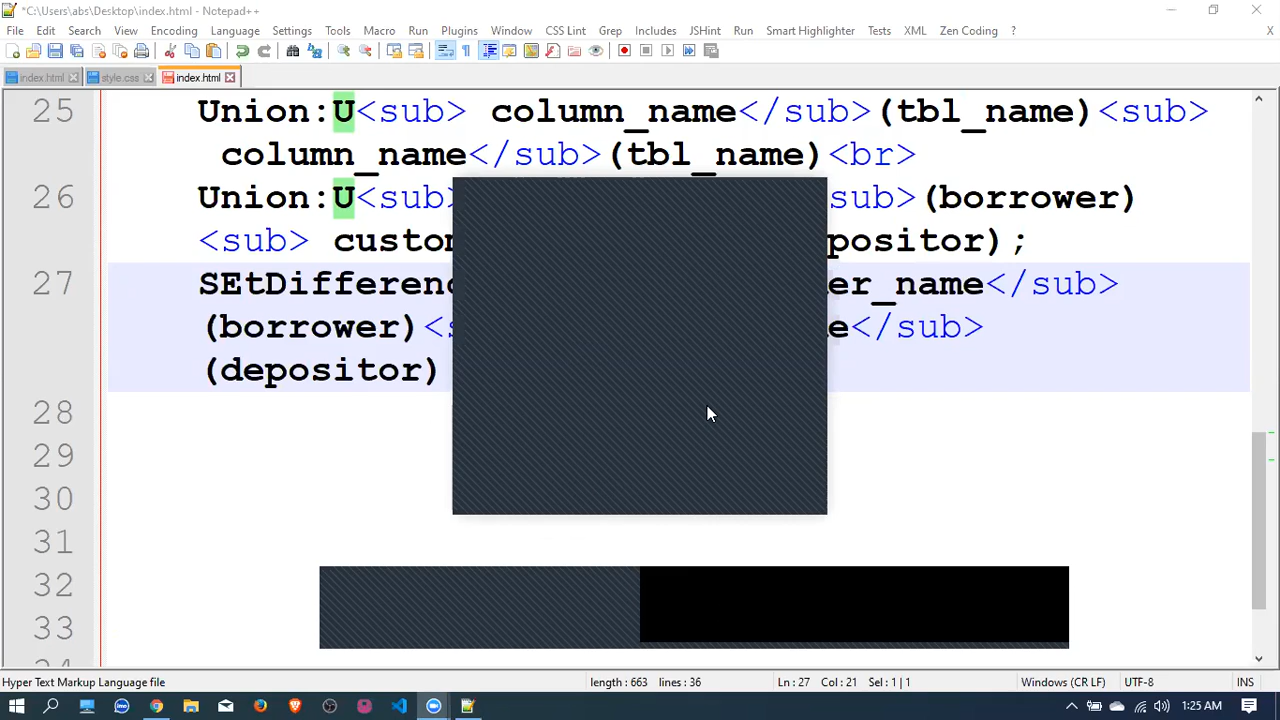 *C:\Users\abs\Desktop\index.html - Notepad++
File Edit Search View Encoding Language Settings Tools Macro Run Plugins Window CSS Lint Grep Includes JSHint Run Smart Highlighter Tests XML Zen Coding ? X
index.html style.css index.html
25 Union:U<sub> column_name</sub>(tbl_name)<sub>
column_name</sub>(tbl_name)<br>
26 Union:U<sub> sub>(borrower)
<sub> custom positor);
27 SEtDifferenc er_name</sub>
(borrower)<s e</sub>
(depositor)
28
29
30
31
32
33
Hyper Text Markup Language file length : 663 lines : 36 Ln : 27 Col : 21 Sel : 1 | 1 Windows (CR LF) UTF-8 INS
1:25 AM